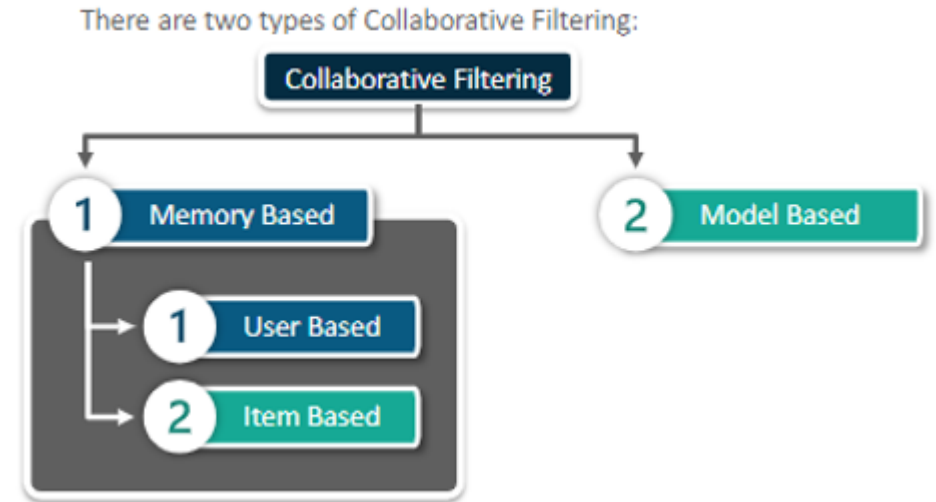 There are two types of Collaborative Filtering:
Collaborative Filtering
1 Memory Based
2 Model Based
1 User Based
2 Item Based